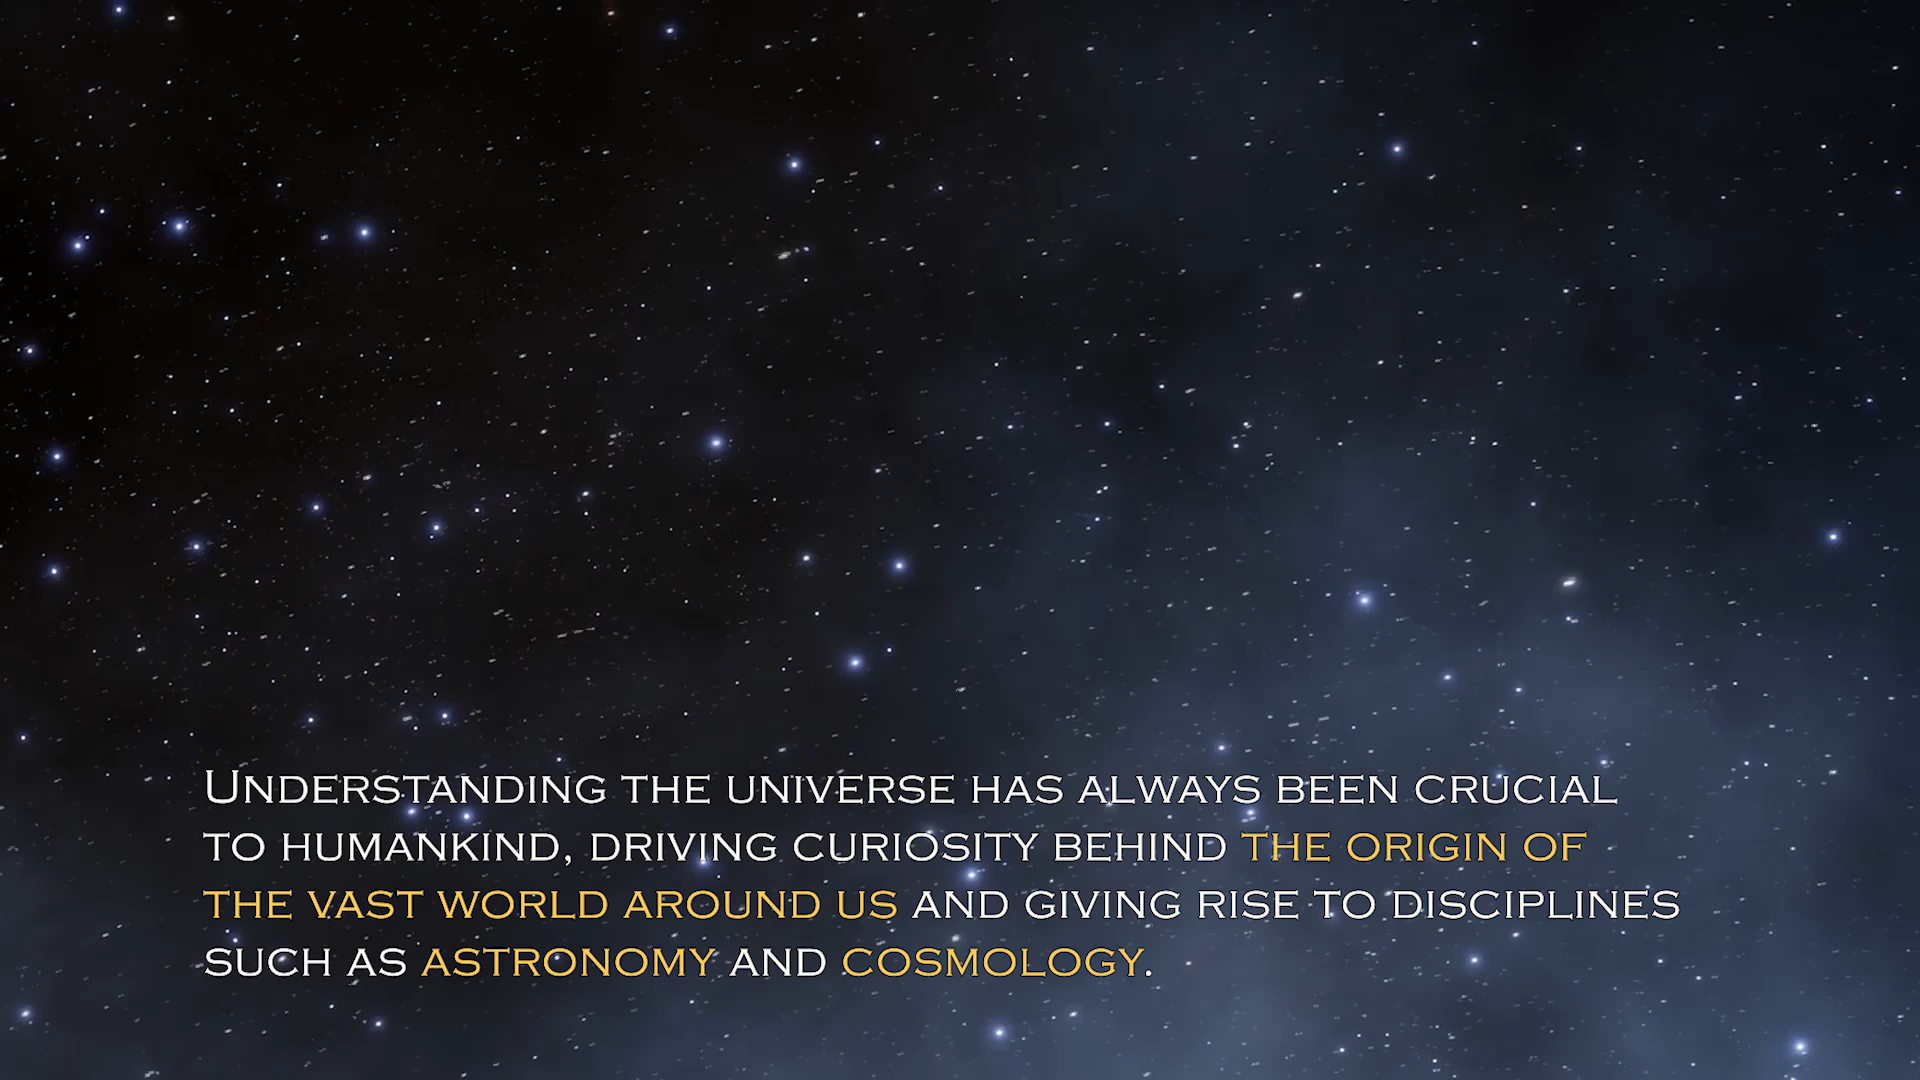 Understanding the universe has always been crucial
to humankind, driving curiosity behind the origin of
the vast world around us and giving rise to disciplines
such as astronomy and cosmology.